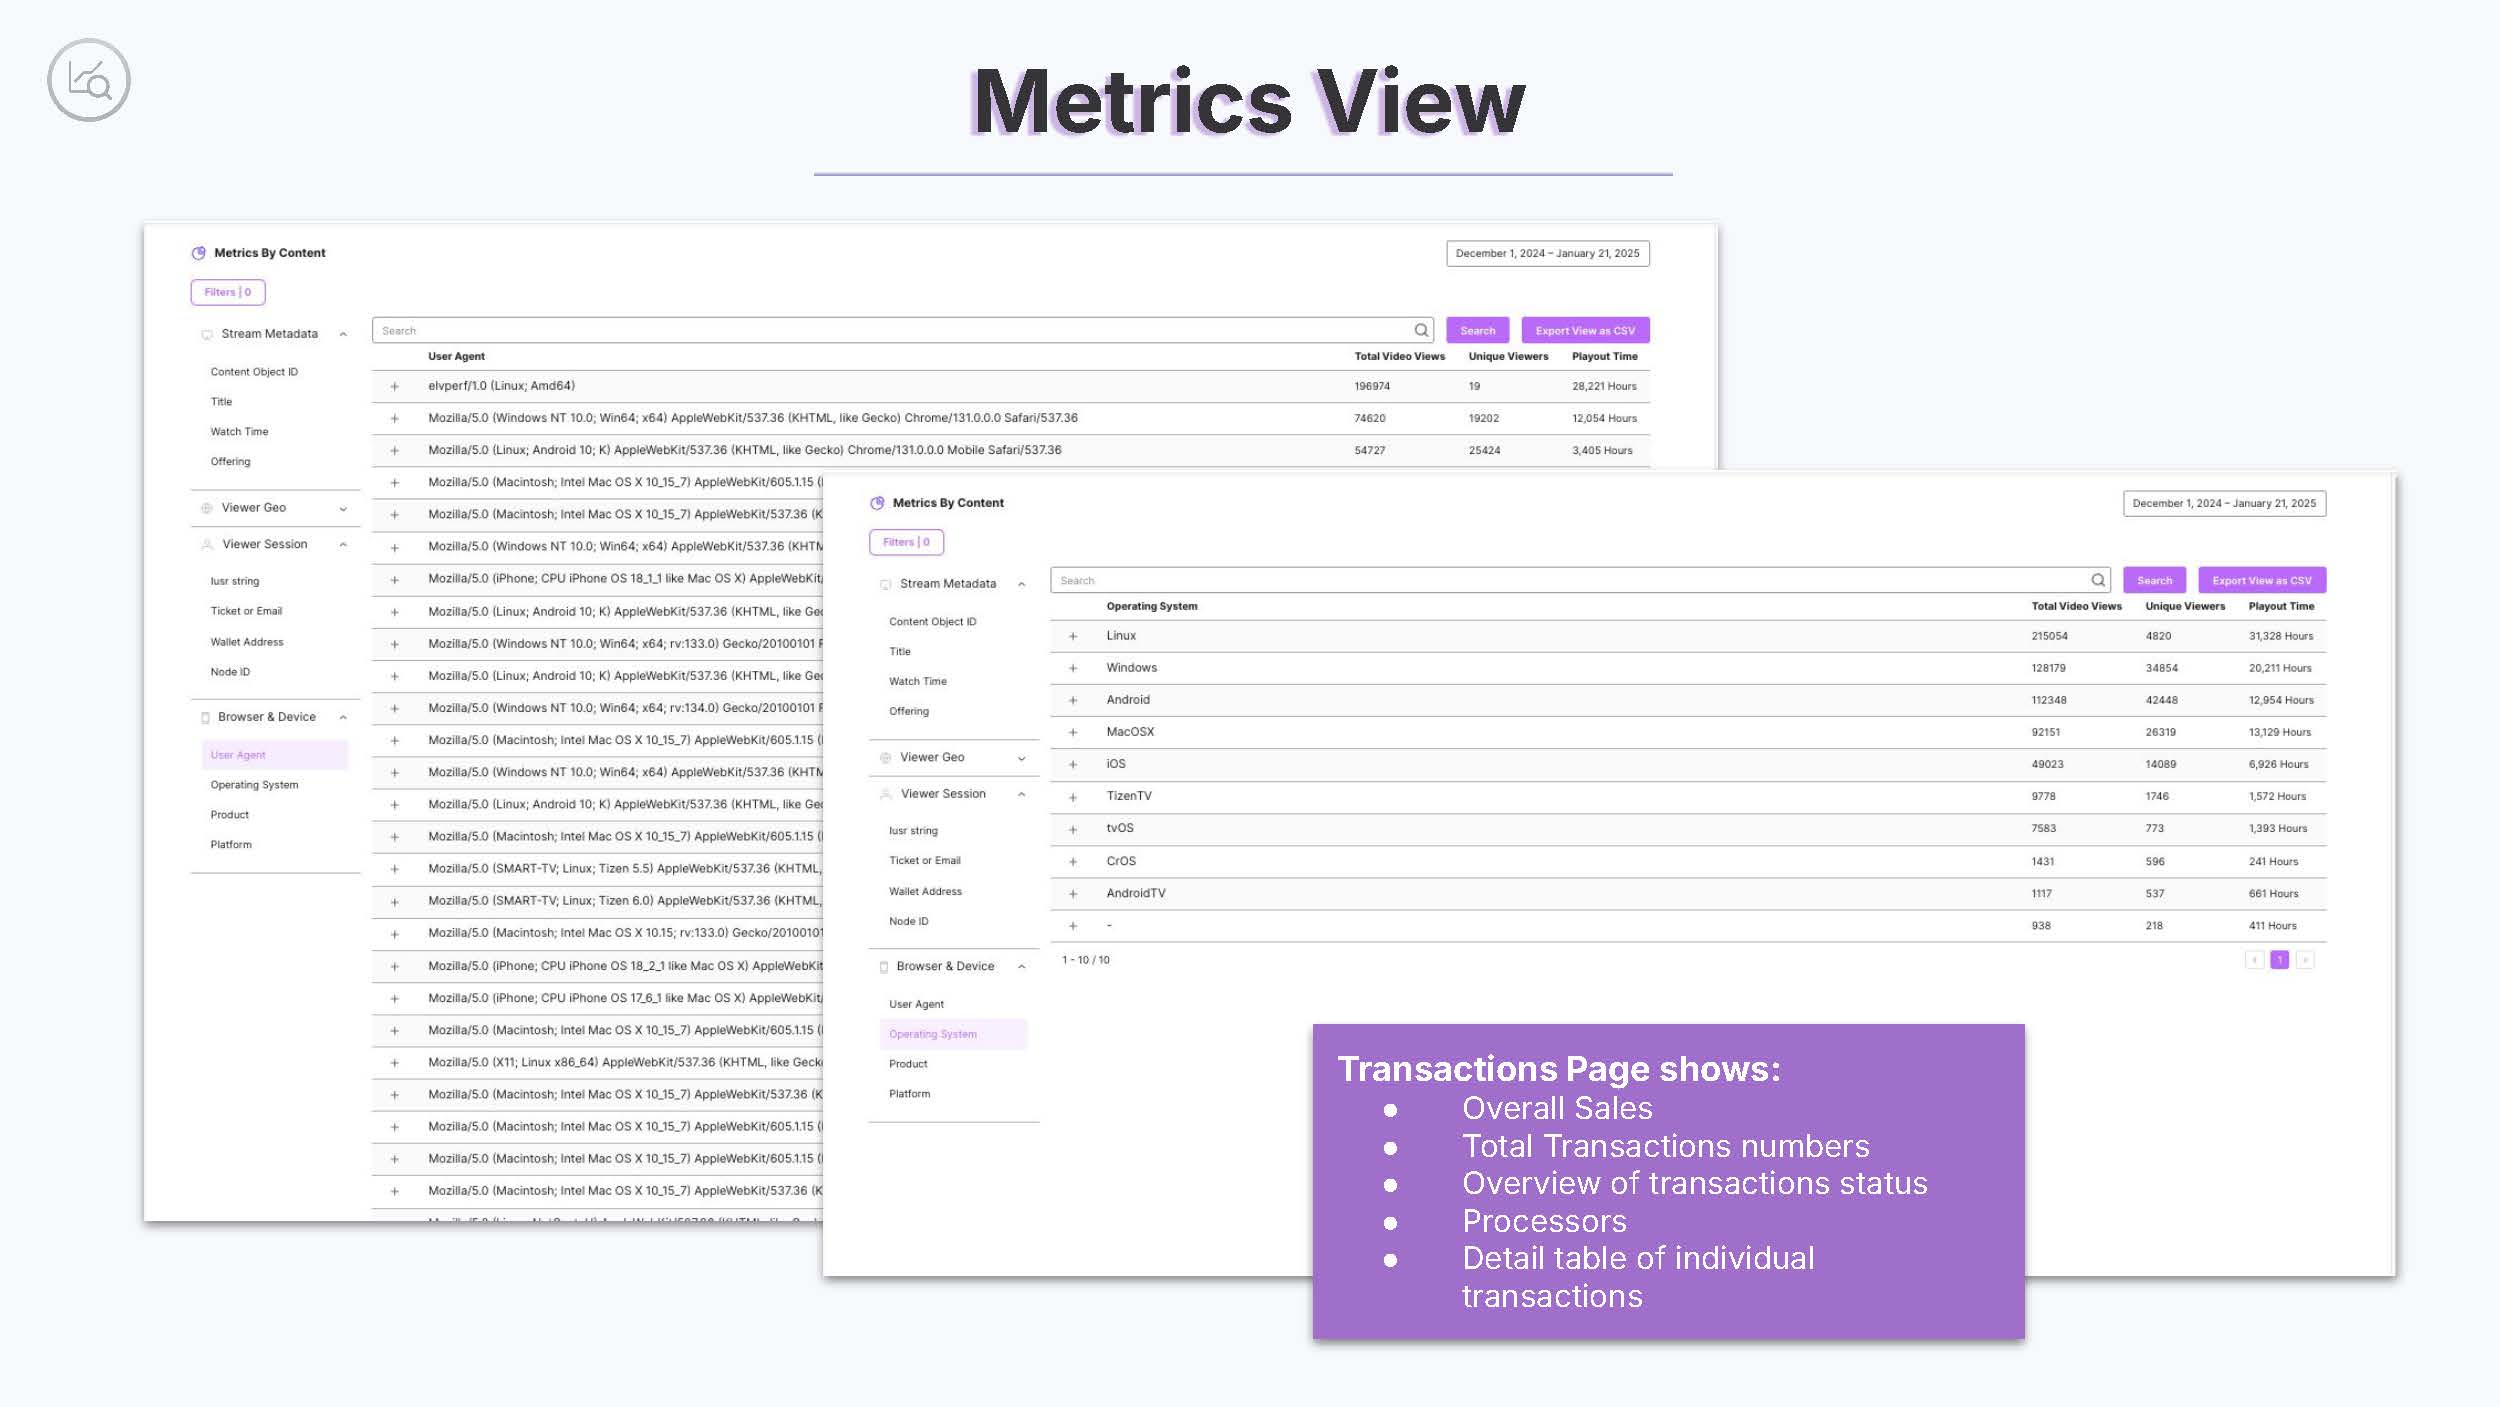 Metrics View
Metrics By Content
December 1, 2024 – January 21, 2025
Filters | 0
Stream Metadata
Content Object ID
Title
Watch Time
Offering
Viewer Geo
Viewer Session
Iusr string
Ticket or Email
Wallet Address
Node ID
Browser & Device
User Agent
Operating System
Product
Platform
Search
Search
Export View as CSV
User Agent Total Video Views Unique Viewers Playout Time
+ elvperf/1.0 (Linux; Amd64) 196974 19 28,221 Hours
+ Mozilla/5.0 (Windows NT 10.0; Win64; x64) AppleWebKit/537.36 (KHTML, like Gecko) Chrome/131.0.0.0 Safari/537.36 74620 19202 12,054 Hours
+ Mozilla/5.0 (Linux; Android 10; K) AppleWebKit/537.36 (KHTML, like Gecko) Chrome/131.0.0.0 Mobile Safari/537.36 54727 25424 3,405 Hours
+ Mozilla/5.0 (Macintosh; Intel Mac OS X 10_15_7) AppleWebKit/605.1.15 (
+ Mozilla/5.0 (Macintosh; Intel Mac OS X 10_15_7) AppleWebKit/537.36 (K
+ Mozilla/5.0 (Windows NT 10.0; Win64; x64) AppleWebKit/537.36 (KHTM
+ Mozilla/5.0 (iPhone; CPU iPhone OS 18_1_1 like Mac OS X) AppleWebKit/
+ Mozilla/5.0 (Linux; Android 10; K) AppleWebKit/537.36 (KHTML, like Gec
+ Mozilla/5.0 (Windows NT 10.0; Win64; x64; rv:133.0) Gecko/20100101 F
+ Mozilla/5.0 (Linux; Android 10; K) AppleWebKit/537.36 (KHTML, like Gec
+ Mozilla/5.0 (Windows NT 10.0; Win64; x64; rv:134.0) Gecko/20100101 F
+ Mozilla/5.0 (Macintosh; Intel Mac OS X 10_15_7) AppleWebKit/605.1.15 (
+ Mozilla/5.0 (Windows NT 10.0; Win64; x64) AppleWebKit/537.36 (KHTM
+ Mozilla/5.0 (Linux; Android 10; K) AppleWebKit/537.36 (KHTML, like Gec
+ Mozilla/5.0 (Macintosh; Intel Mac OS X 10_15_7) AppleWebKit/605.1.15 (
+ Mozilla/5.0 (SMART-TV; Linux; Tizen 5.5) AppleWebKit/537.36 (KHTML,
+ Mozilla/5.0 (SMART-TV; Linux; Tizen 6.0) AppleWebKit/537.36 (KHTML,
+ Mozilla/5.0 (Macintosh; Intel Mac OS X 10.15; rv:133.0) Gecko/20100101
+ Mozilla/5.0 (iPhone; CPU iPhone OS 18_2_1 like Mac OS X) AppleWebKit
+ Mozilla/5.0 (iPhone; CPU iPhone OS 17_6_1 like Mac OS X) AppleWebKit/
+ Mozilla/5.0 (Macintosh; Intel Mac OS X 10_15_7) AppleWebKit/605.1.15 (
+ Mozilla/5.0 (X11; Linux x86_64) AppleWebKit/537.36 (KHTML, like Geck
+ Mozilla/5.0 (Macintosh; Intel Mac OS X 10_15_7) AppleWebKit/537.36 (K
+ Mozilla/5.0 (Macintosh; Intel Mac OS X 10_15_7) AppleWebKit/605.1.15 (
+ Mozilla/5.0 (Macintosh; Intel Mac OS X 10_15_7) AppleWebKit/605.1.15 (
+ Mozilla/5.0 (Macintosh; Intel Mac OS X 10_15_7) AppleWebKit/537.36 (K
Metrics By Content
December 1, 2024 – January 21, 2025
Filters | 0
Stream Metadata
Content Object ID
Title
Watch Time
Offering
Viewer Geo
Viewer Session
Iusr string
Ticket or Email
Wallet Address
Node ID
Browser & Device
User Agent
Operating System
Product
Platform
Search
Search
Export View as CSV
Operating System Total Video Views Unique Viewers Playout Time
+ Linux 215054 4820 31,328 Hours
+ Windows 128179 34854 20,211 Hours
+ Android 112348 42448 12,954 Hours
+ MacOSX 92151 26319 13,129 Hours
+ iOS 49023 14089 6,926 Hours
+ TizenTV 9778 1746 1,572 Hours
+ tvOS 7583 773 1,393 Hours
+ CrOS 1431 596 241 Hours
+ AndroidTV 1117 537 661 Hours
+ - 938 218 411 Hours
1 - 10 / 10
1
Transactions Page shows:
● Overall Sales
● Total Transactions numbers
● Overview of transactions status
● Processors
● Detail table of individual
transactions